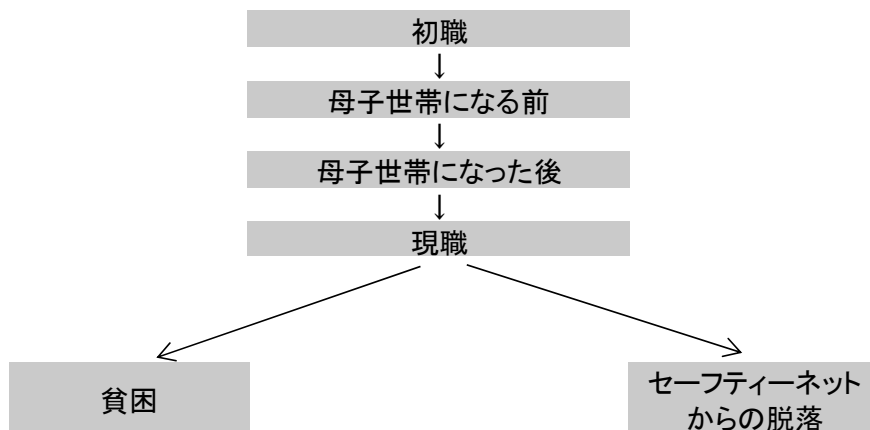 初職
↓
母子世帯になる前
↓
母子世帯になった後
↓
現職
貧困
セーフティーネット
からの脱落